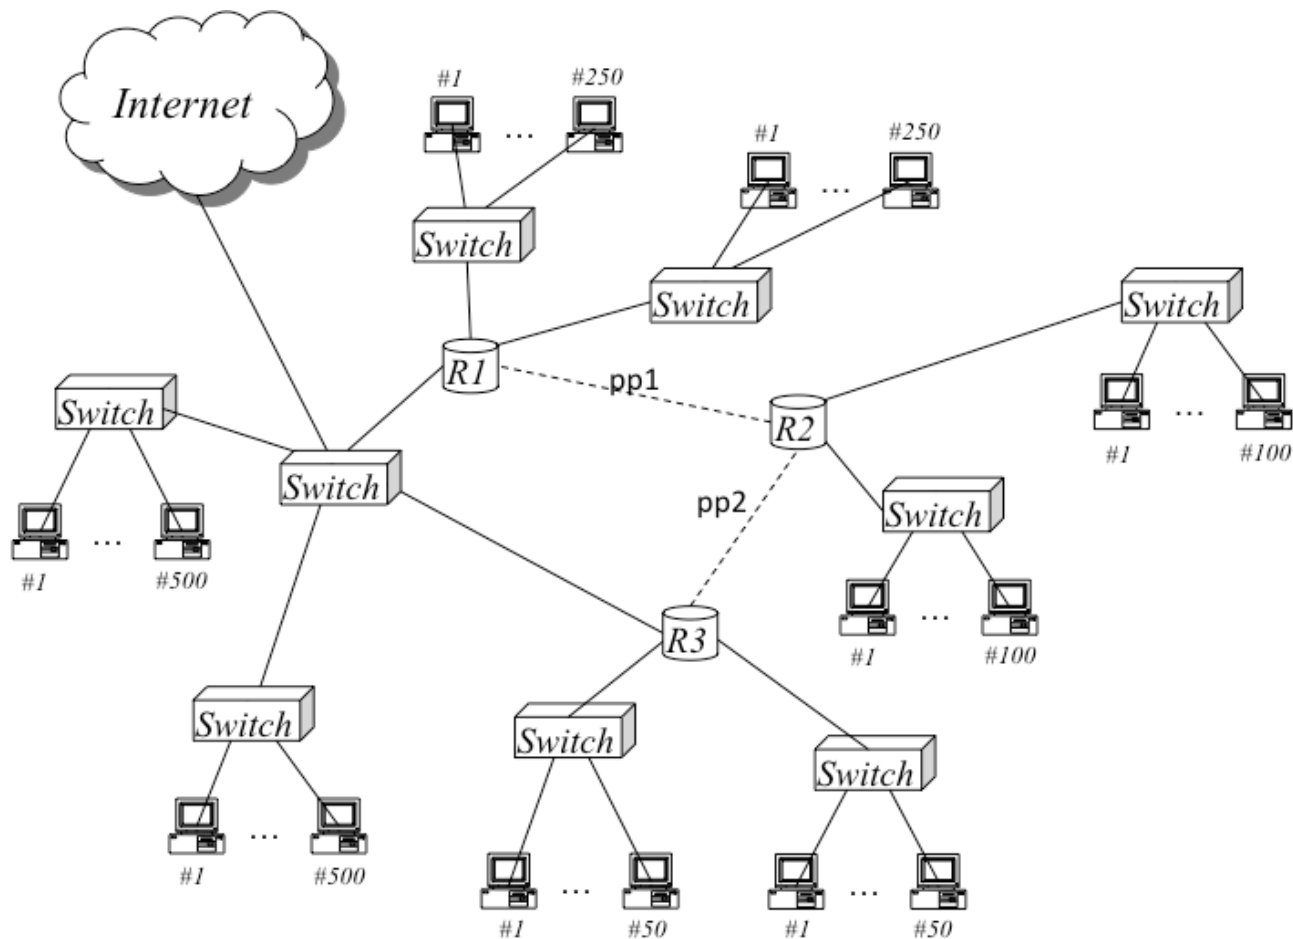 #1 #250
Internet
#1 #250
Switch
Switch
Switch
R1
pp1
Switch
R2
#1 #100
Switch
pp2
Switch
#1 #500
R3
#1 #100
Switch
Switch
Switch
#1 #500
#1 #50
#1 #50